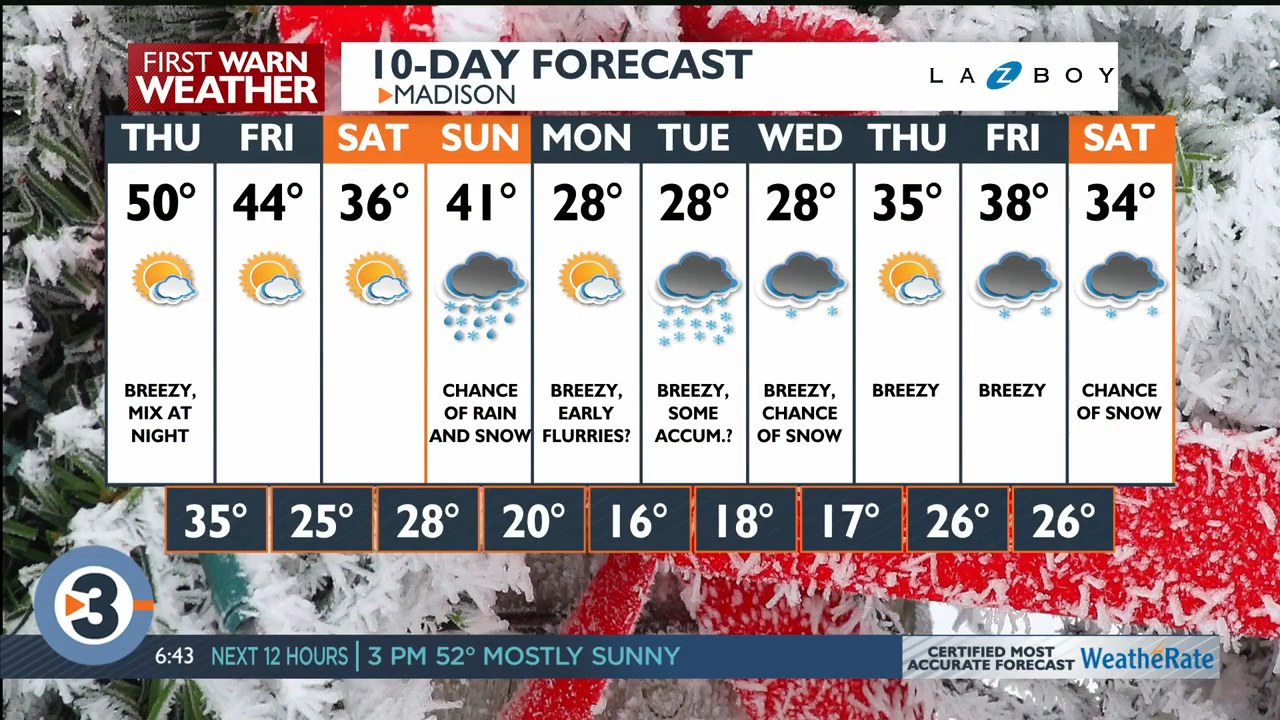 FIRST WARN
WEATHER
10-DAY FORECAST
MADISON
LA Z BOY
THU FRI SAT SUN MON TUE WED THU FRI SAT
50° 44° 36° 41° 28° 28° 28° 35° 38° 34°
BREEZY,
MIX AT
NIGHT
CHANCE
OF RAIN
AND SNOW
BREEZY,
EARLY
FLURRIES?
BREEZY,
SOME
ACCUM.?
BREEZY,
CHANCE
OF SNOW
BREEZY
BREEZY
CHANCE
OF SNOW
35° 25° 28° 20° 16° 18° 17° 26° 26°
3
6:43 NEXT 12 HOURS | 3 PM 52° MOSTLY SUNNY
CERTIFIED MOST
ACCURATE FORECAST
WeatheRate